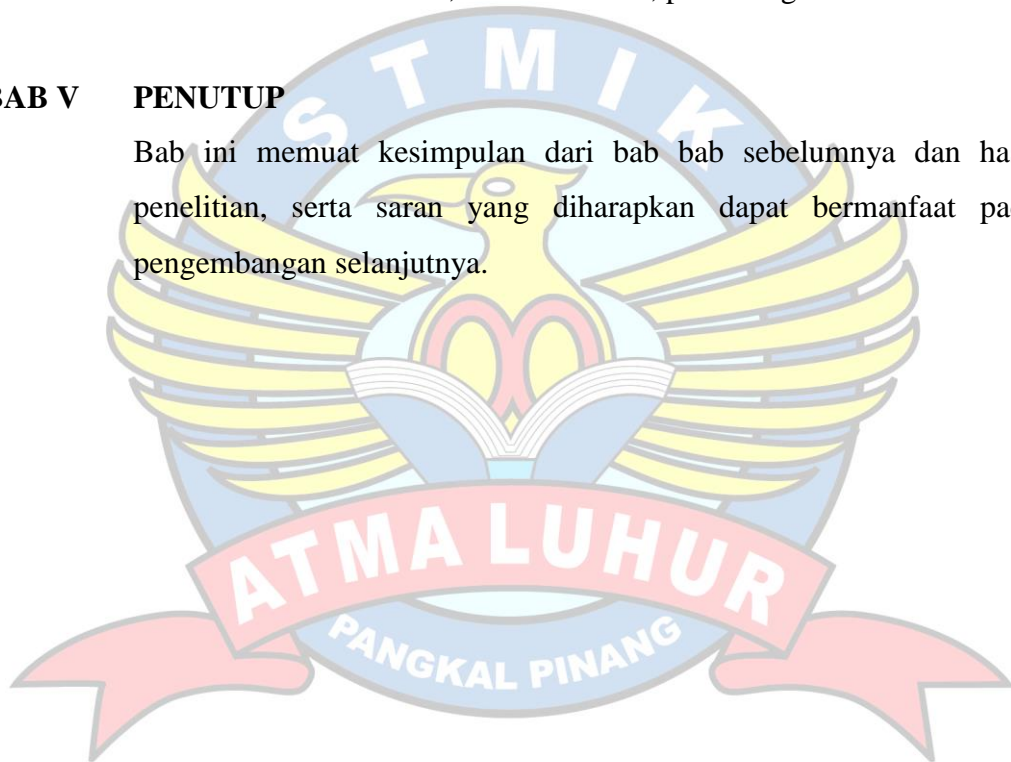 BAB V PENUTUP
Bab ini memuat kesimpulan dari bab bab sebelumnya dan ha
penelitian, serta saran yang diharapkan dapat bermanfaat pa
pengembangan selanjutnya.
STMIK
ATMA LUHUR
PANGKAL PINANG